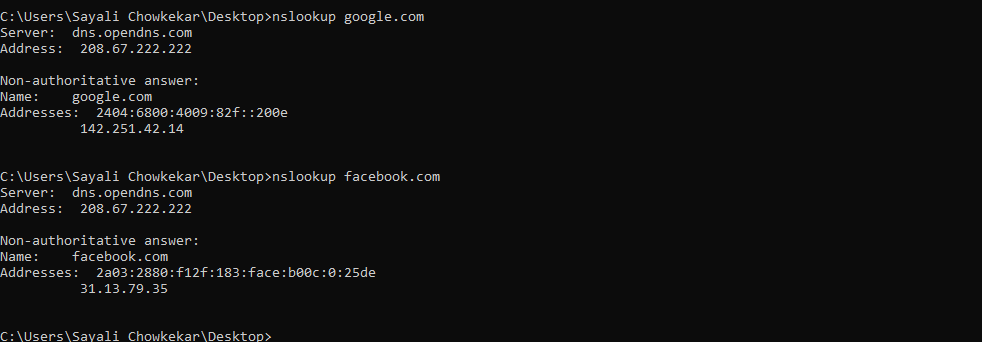 C:\Users\Sayali Chowkekar\Desktop>nslookup google.com
Server:  dns.opendns.com
Address:  208.67.222.222
Non-authoritative answer:
Name:    google.com
Addresses:  2404:6800:4009:82f::200e
142.251.42.14
C:\Users\Sayali Chowkekar\Desktop>nslookup facebook.com
Server:  dns.opendns.com
Address:  208.67.222.222
Non-authoritative answer:
Name:    facebook.com
Addresses:  2a03:2880:f12f:183:face:b00c:0:25de
31.13.79.35
C:\Users\Sayali Chowkekar\Desktop>